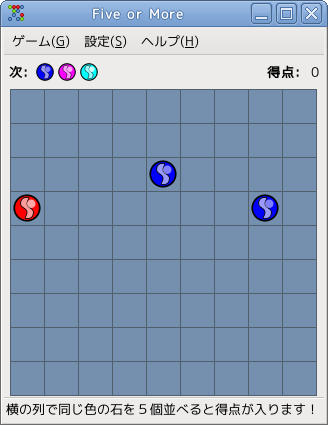 Five or More
ゲーム(G) 設定(S) ヘルプ(H)
次: 得点: 0
横の列で同じ色の石を５個並べると得点が入ります！